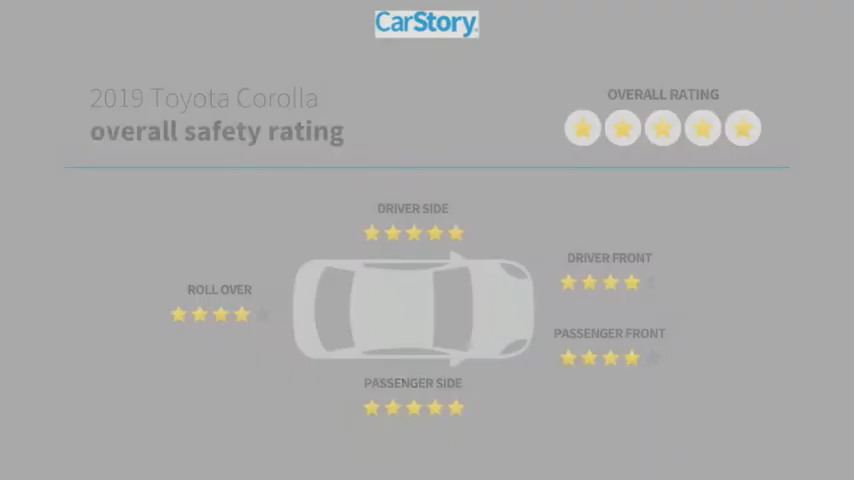 CarStory
2019 Toyota Corolla
overall safety rating
OVERALL RATING
DRIVER SIDE
DRIVER FRONT
ROLL OVER
PASSENGER FRONT
PASSENGER SIDE